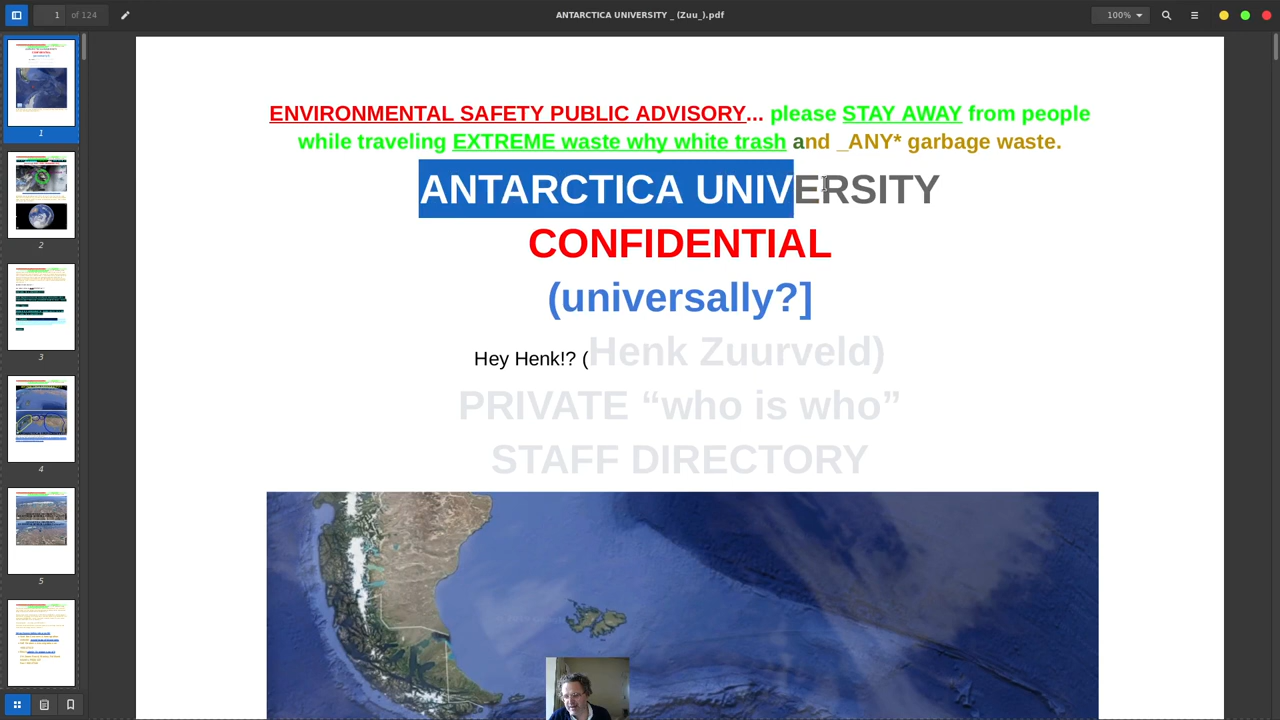 1 of 124
ANTARCTICA UNIVERSITY _ (Zuu_).pdf
100%
ENVIRONMENTAL SAFETY PUBLIC ADVISORY... please STAY AWAY from people
while traveling EXTREME waste why white trash and _ANY* garbage waste.
ANTARCTICA UNIVERSITY
CONFIDENTIAL
(universally?]
Hey Henk!? (Henk Zuurveld)
PRIVATE “who is who”
STAFF DIRECTORY
1
2
3
4
5